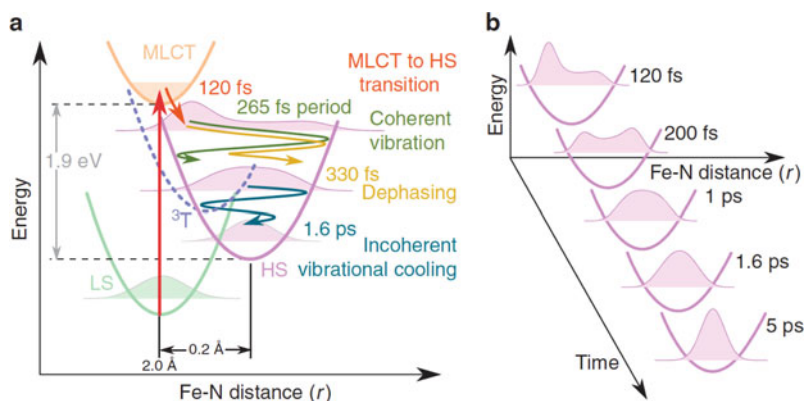 a
MLCT
120 fs
MLCT to HS
transition
265 fs period
Coherent
vibration
1.9 eV
330 fs
Dephasing
³T
1.6 ps
Incoherent
vibrational cooling
LS
HS
0.2 Å
2.0 Å
Energy
Fe-N distance (r)
b
Energy
120 fs
200 fs
Fe-N distance (r)
1 ps
1.6 ps
5 ps
Time